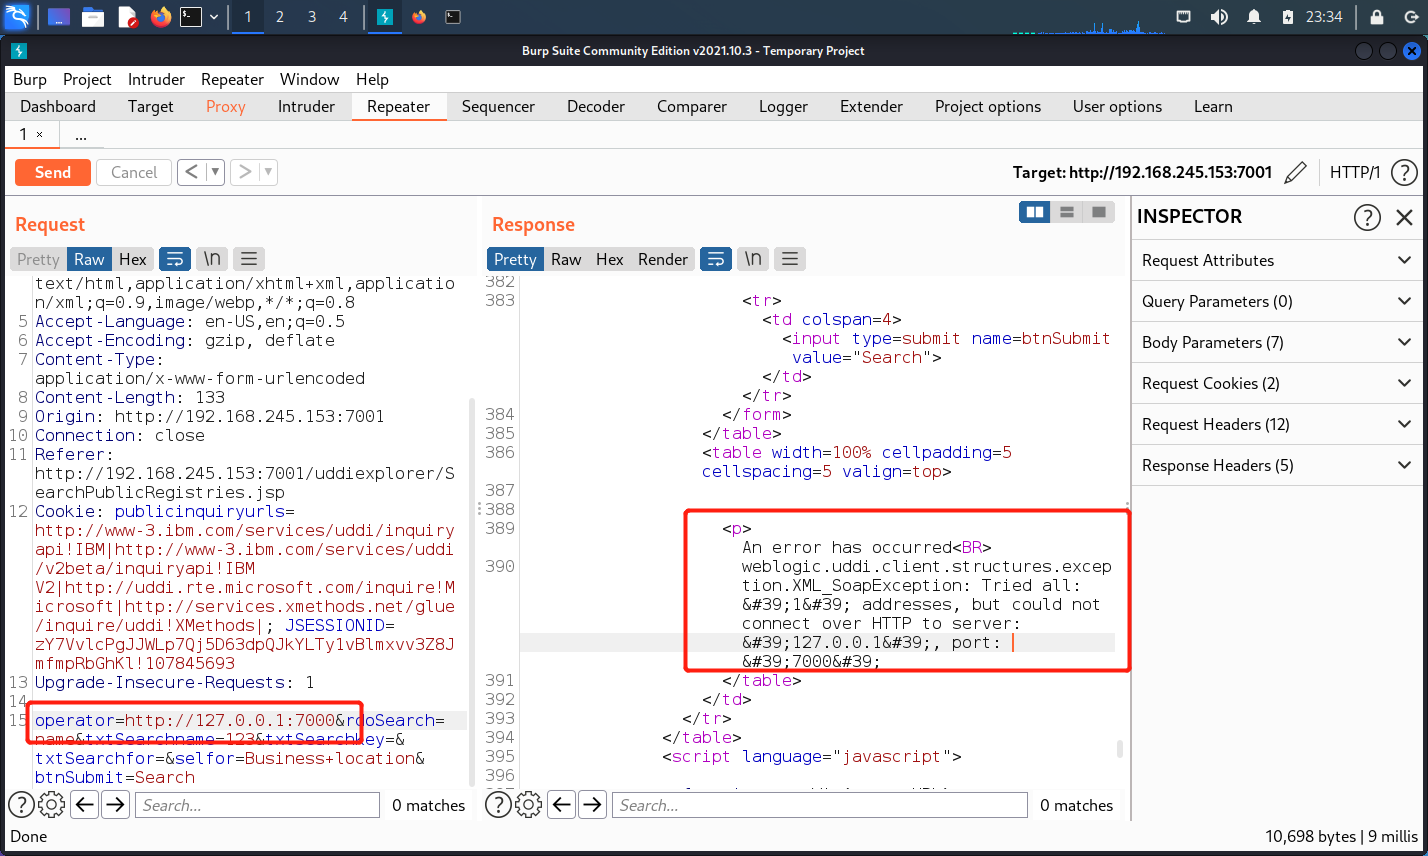 1 2 3 4 23:34
Burp Suite Community Edition v2021.10.3 - Temporary Project
Burp Project Intruder Repeater Window Help
Dashboard Target Proxy Intruder Repeater Sequencer Decoder Comparer Logger Extender Project options User options Learn
1 × ...
Send Cancel < > Target: http://192.168.245.153:7001 HTTP/1 ?
Request
Pretty Raw Hex \n
text/html,application/xhtml+xml,applicatio
n/xml;q=0.9,image/webp,*/*;q=0.8
5 Accept-Language: en-US,en;q=0.5
6 Accept-Encoding: gzip, deflate
7 Content-Type:
application/x-www-form-urlencoded
8 Content-Length: 133
9 Origin: http://192.168.245.153:7001
10 Connection: close
11 Referer:
http://192.168.245.153:7001/uddiexplorer/S
earchPublicRegistries.jsp
12 Cookie: publicinquiryurls=
http://www-3.ibm.com/services/uddi/inquiry
api!IBM|http://www-3.ibm.com/services/uddi
/v2beta/inquiryapi!IBM
V2|http://uddi.rte.microsoft.com/inquire!M
icrosoft|http://services.xmethods.net/glue
/inquire/uddi!XMethods|; JSESSIONID=
zY7VvlcPgJJWLp7Qj5D63dpQJkYLTy1vBlmxvv3Z8J
mfmpRbGhKl!107845693
13 Upgrade-Insecure-Requests: 1
14
15 operator=http://127.0.0.1:7000&rdoSearch=
name&txtSearchname=123&txtSearchkey=&
txtSearchfor=&selfor=Business+location&
btnSubmit=Search
? Search... 0 matches
Response
Pretty Raw Hex Render \n
382
383 <tr>
<td colspan=4>
<input type=submit name=btnSubmit
value="Search">
</td>
</tr>
384 </form>
385 </table>
386 <table width=100% cellpadding=5
cellspacing=5 valign=top>
387
388
389 <p>
An error has occurred<BR>
390 weblogic.uddi.client.structures.excep
tion.XML_SoapException: Tried all:
&#39;1&#39; addresses, but could not
connect over HTTP to server:
&#39;127.0.0.1&#39;, port:
&#39;7000&#39;
391 </table>
392 </td>
393 </tr>
394 </table>
395 <script language="javascript">
396
? Search... 0 matches
INSPECTOR ?
Request Attributes
Query Parameters (0)
Body Parameters (7)
Request Cookies (2)
Request Headers (12)
Response Headers (5)
Done 10,698 bytes | 9 millis